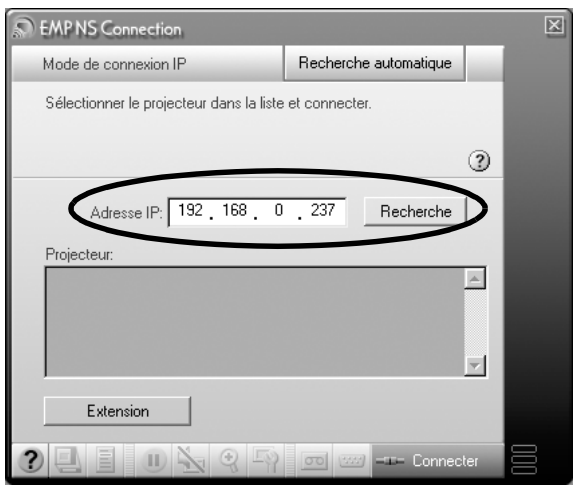 EMP NS Connection
Mode de connexion IP Recherche automatique
Sélectionner le projecteur dans la liste et connecter.
?
Adresse IP: 192 . 168 . 0 . 237 Recherche
Projecteur:
Extension
? Connecter